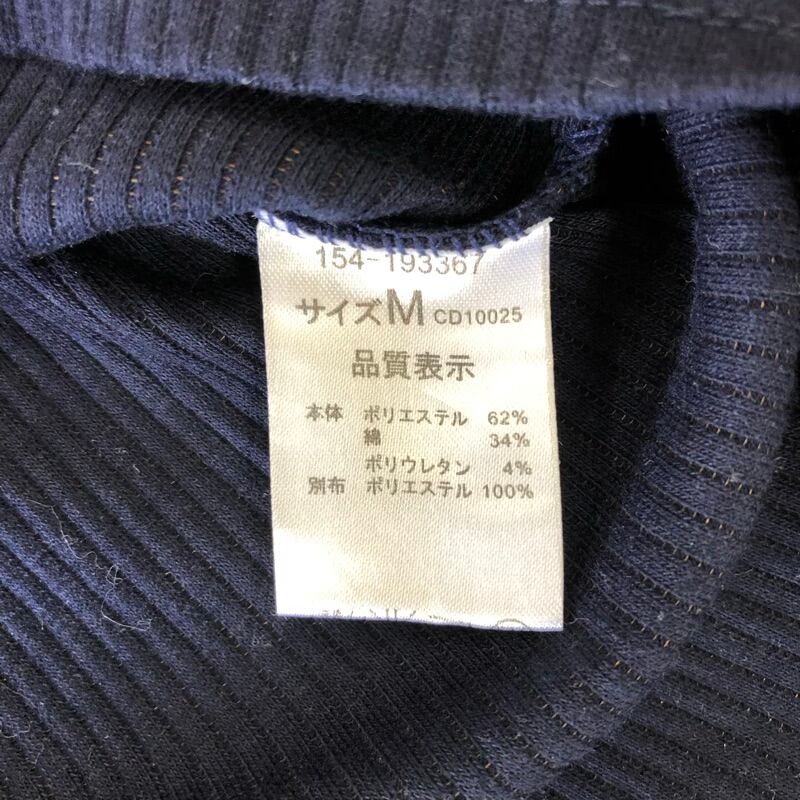 154-193367
サイズM CD10025
品質表示
本体 ポリエステル 62%
綿 34%
ポリウレタン 4%
別布 ポリエステル 100%